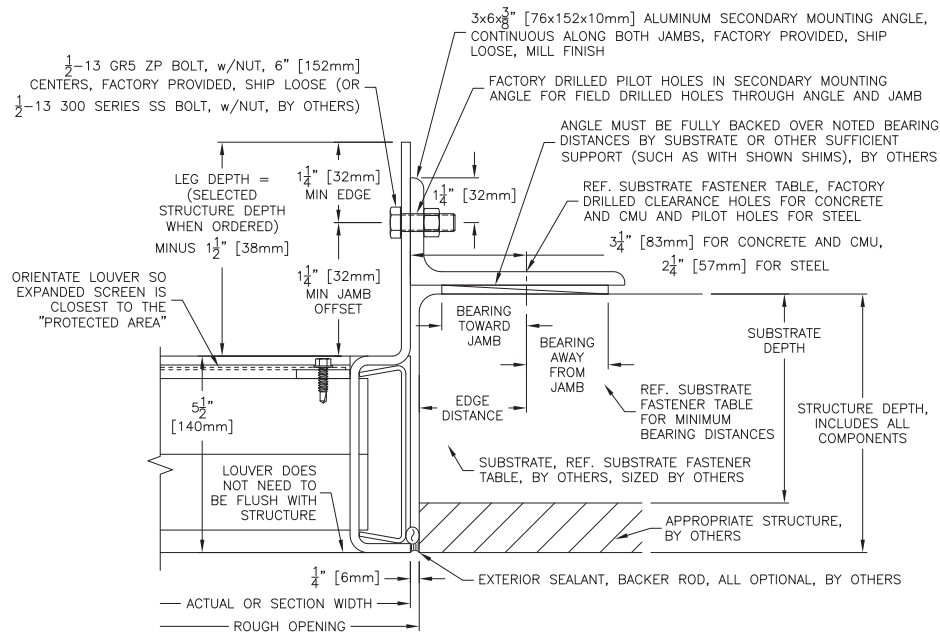 3x6x3/8" [76x152x10mm] ALUMINUM SECONDARY MOUNTING ANGLE,
CONTINUOUS ALONG BOTH JAMBS, FACTORY PROVIDED, SHIP
LOOSE, MILL FINISH
1/2-13 GR5 ZP BOLT, w/NUT, 6" [152mm]
CENTERS, FACTORY PROVIDED, SHIP LOOSE (OR
1/2-13 300 SERIES SS BOLT, w/NUT, BY OTHERS)
FACTORY DRILLED PILOT HOLES IN SECONDARY MOUNTING
ANGLE FOR FIELD DRILLED HOLES THROUGH ANGLE AND JAMB
ANGLE MUST BE FULLY BACKED OVER NOTED BEARING
DISTANCES BY SUBSTRATE OR OTHER SUFFICIENT
SUPPORT (SUCH AS WITH SHOWN SHIMS), BY OTHERS
LEG DEPTH =
(SELECTED
STRUCTURE DEPTH
WHEN ORDERED)
MINUS 1 1/2" [38mm]
1 1/4" [32mm]
MIN EDGE
1 1/4" [32mm]
REF. SUBSTRATE FASTENER TABLE, FACTORY
DRILLED CLEARANCE HOLES FOR CONCRETE
AND CMU AND PILOT HOLES FOR STEEL
3 1/4" [83mm] FOR CONCRETE AND CMU,
2 1/4" [57mm] FOR STEEL
1 1/4" [32mm]
MIN JAMB
OFFSET
ORIENTATE LOUVER SO
EXPANDED SCREEN IS
CLOSEST TO THE
"PROTECTED AREA"
BEARING
TOWARD
JAMB
BEARING
AWAY
FROM
JAMB
SUBSTRATE
DEPTH
5 1/2"
[140mm]
EDGE
DISTANCE
REF. SUBSTRATE
FASTENER TABLE
FOR MINIMUM
BEARING DISTANCES
STRUCTURE DEPTH,
INCLUDES ALL
COMPONENTS
LOUVER DOES
NOT NEED TO
BE FLUSH WITH
STRUCTURE
SUBSTRATE, REF. SUBSTRATE FASTENER
TABLE, BY OTHERS, SIZED BY OTHERS
APPROPRIATE STRUCTURE,
BY OTHERS
1/4" [6mm]
EXTERIOR SEALANT, BACKER ROD, ALL OPTIONAL, BY OTHERS
ACTUAL OR SECTION WIDTH
ROUGH OPENING